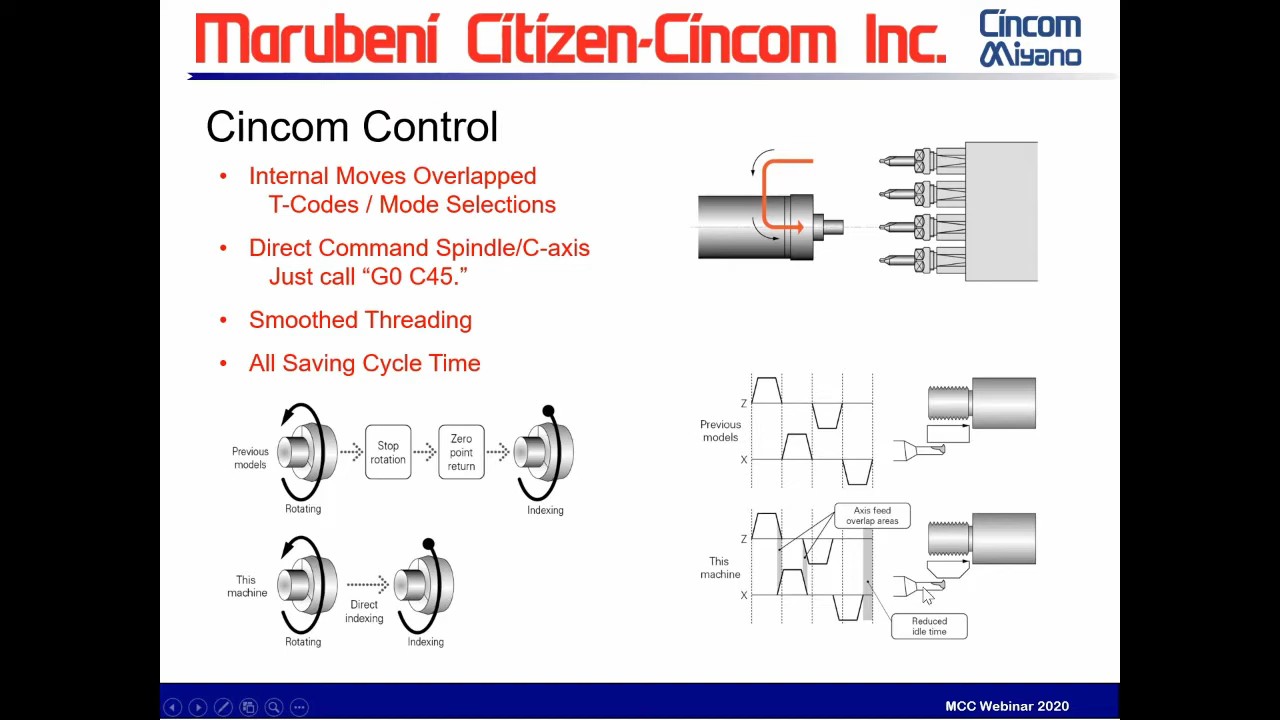 Marubeni Citizen-Cincom Inc.
Cincom
Miyano
Cincom Control
• Internal Moves Overlapped
T-Codes / Mode Selections
• Direct Command Spindle/C-axis
Just call “G0 C45.”
• Smoothed Threading
• All Saving Cycle Time
Previous
models
Rotating
Stop
rotation
Zero
point
return
Indexing
This
machine
Rotating
Direct
indexing
Indexing
Previous
models
Z
X
This
machine
Z
X
Axis feed
overlap areas
Reduced
idle time
MCC Webinar 2020